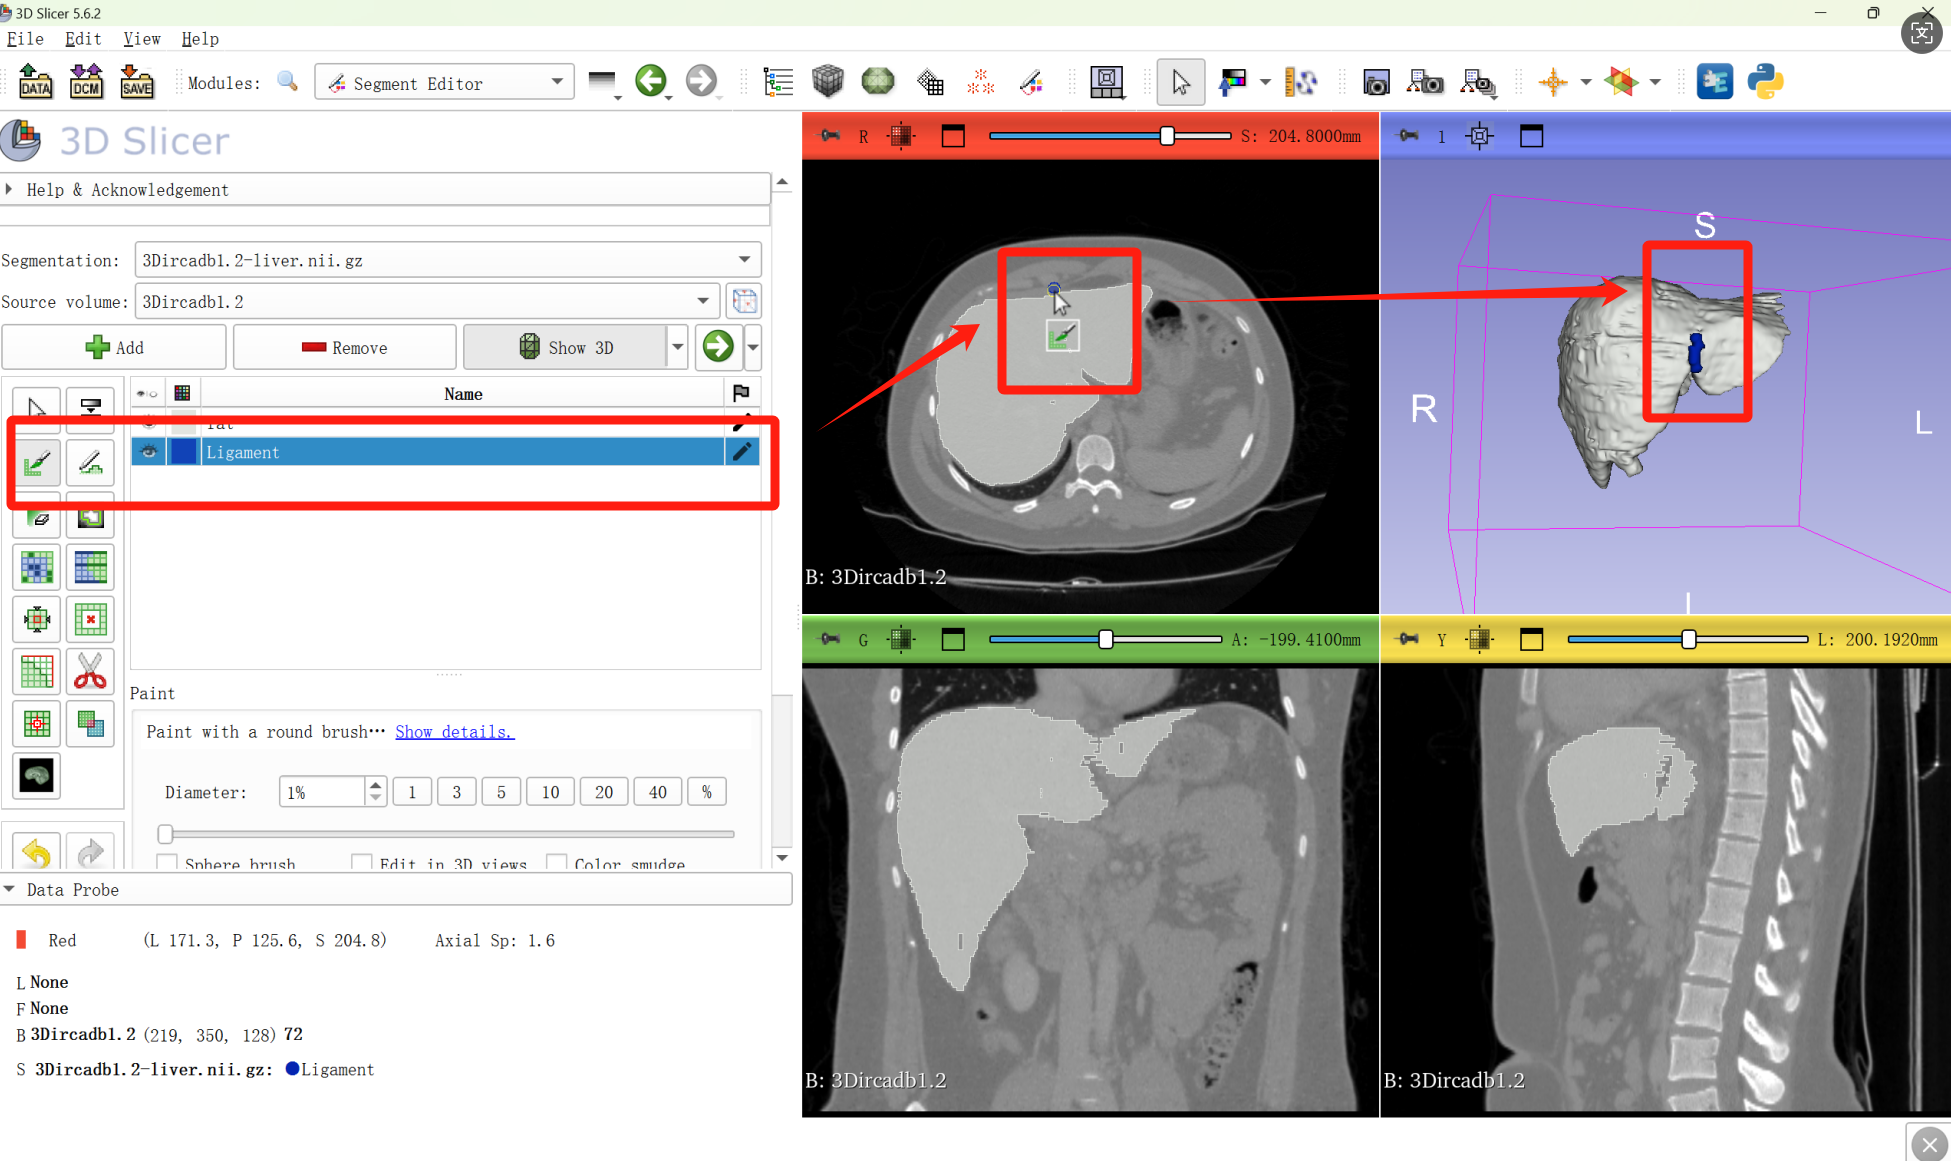 3D Slicer 5.6.2
File Edit View Help
DATA DCM SAVE Modules: Segment Editor
3D Slicer
Help & Acknowledgement
Segmentation: 3Dircadb1.2-liver.nii.gz
Source volume: 3Dircadb1.2
Add Remove Show 3D
Name
Ligament
Paint
Paint with a round brush… Show details.
Diameter: 1% 1 3 5 10 20 40 %
Sphere brush Edit in 3D views Color smudge
Data Probe
Red (L 171.3, P 125.6, S 204.8) Axial Sp: 1.6
L None
F None
B 3Dircadb1.2 (219, 350, 128) 72
S 3Dircadb1.2-liver.nii.gz: Ligament
R S: 204.8000mm
B: 3Dircadb1.2
1
S
R
L
I
G A: -199.4100mm
B: 3Dircadb1.2
Y L: 200.1920mm
B: 3Dircadb1.2
文